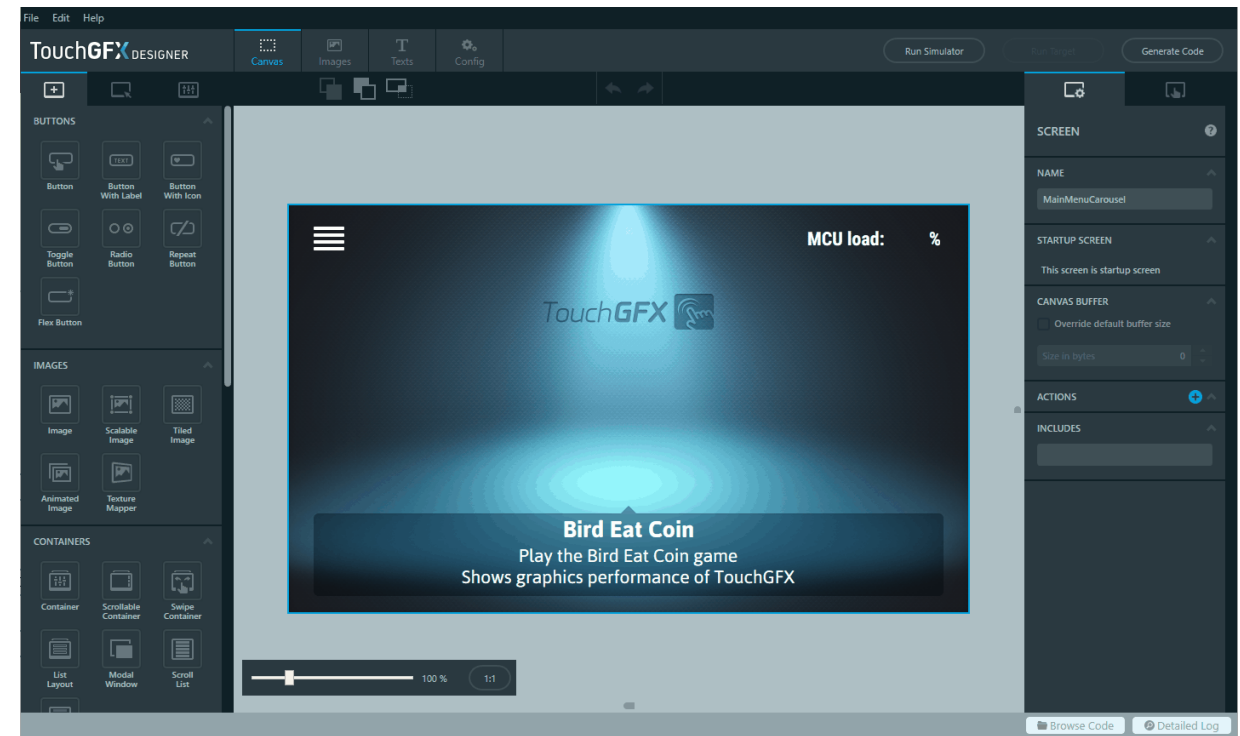 File Edit Help
TouchGFX DESIGNER
Canvas
Images
Texts
Config
Run Simulator
Run Target
Generate Code
BUTTONS
Button
Button
With Label
TEXT
Button
With Icon
Toggle
Button
Radio
Button
Repeat
Button
Flex Button
IMAGES
Image
Scalable
Image
Tiled
Image
Animated
Image
Texture
Mapper
CONTAINERS
Container
Scrollable
Container
Swipe
Container
List
Layout
Modal
Window
Scroll
List
MCU load: %
TouchGFX
Bird Eat Coin
Play the Bird Eat Coin game
Shows graphics performance of TouchGFX
100 %
1:1
SCREEN
NAME
MainMenuCarousel
STARTUP SCREEN
This screen is startup screen
CANVAS BUFFER
Override default buffer size
Size in bytes 0
ACTIONS
INCLUDES
Browse Code
Detailed Log